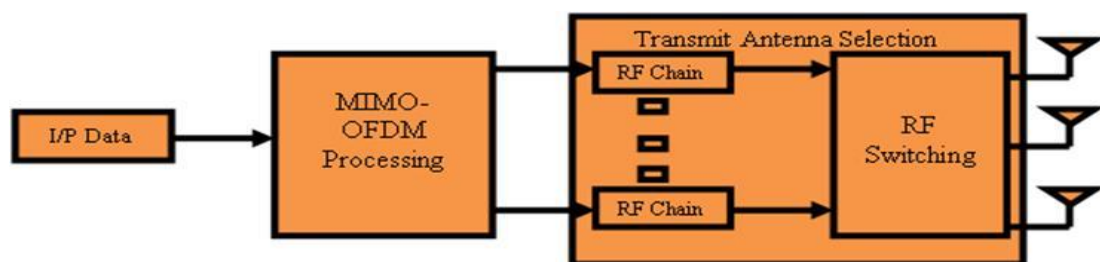 Transmit Antenna Selection
I/P Data
MIMO-
OFDM
Processing
RF Chain
RF Chain
RF
Switching